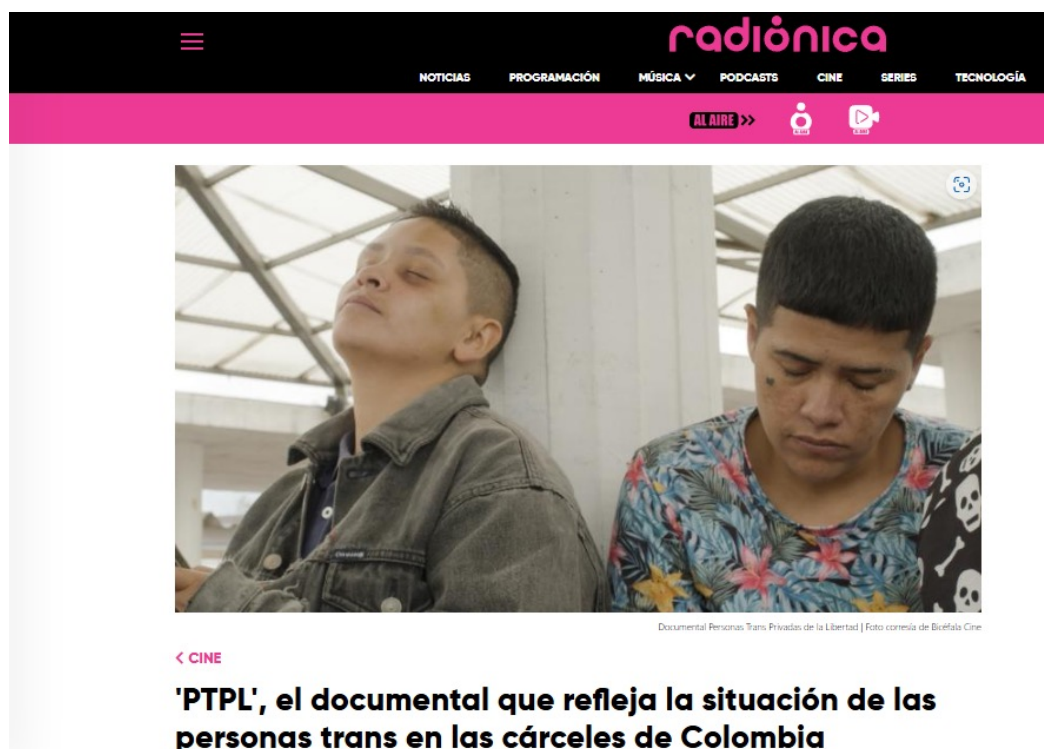 radiónica
NOTICIAS PROGRAMACIÓN MÚSICA PODCASTS CINE SERIES TECNOLOGÍA
AL AIRE >>
Documental Personas Trans Privadas de la Libertad | Foto corresía de Bicéfala Cine
< CINE
'PTPL', el documental que refleja la situación de las
personas trans en las cárceles de Colombia